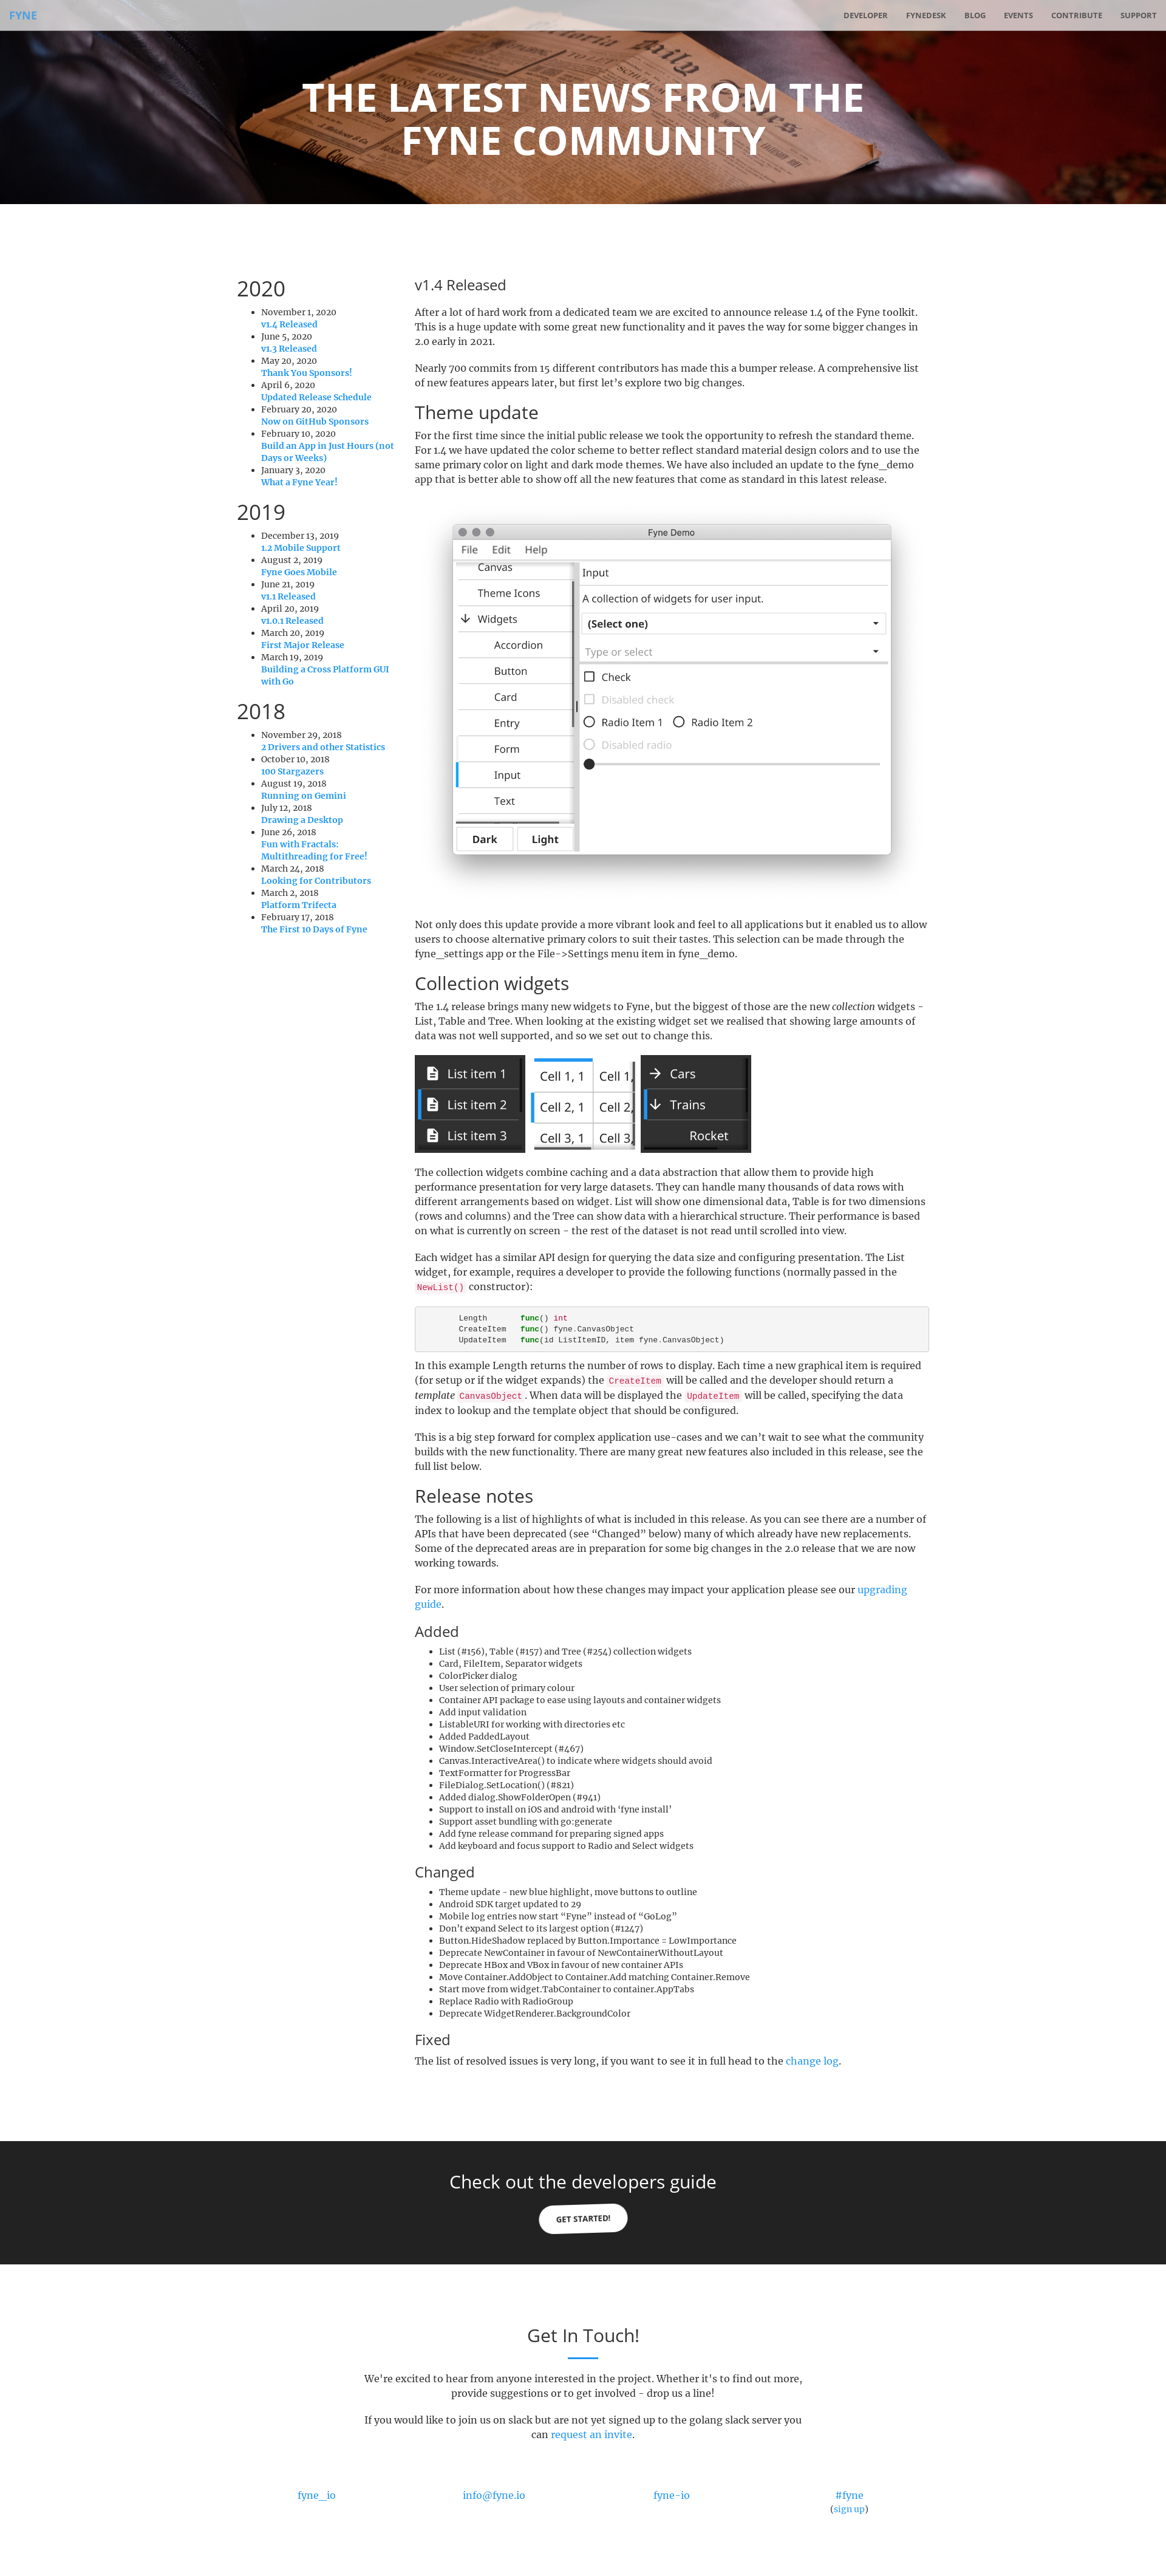 FYNE
DEVELOPER FYNEDESK BLOG EVENTS CONTRIBUTE SUPPORT
THE LATEST NEWS FROM THE
FYNE COMMUNITY
2020
November 1, 2020
v1.4 Released
June 5, 2020
v1.3 Released
May 20, 2020
Thank You Sponsors!
April 6, 2020
Updated Release Schedule
February 20, 2020
Now on GitHub Sponsors
February 10, 2020
Build an App in Just Hours (not
Days or Weeks)
January 3, 2020
What a Fyne Year!
2019
December 13, 2019
1.2 Mobile Support
August 2, 2019
Fyne Goes Mobile
June 21, 2019
v1.1 Released
April 20, 2019
v1.0.1 Released
March 20, 2019
First Major Release
March 19, 2019
Building a Cross Platform GUI
with Go
2018
November 29, 2018
2 Drivers and other Statistics
October 10, 2018
100 Stargazers
August 19, 2018
Running on Gemini
July 12, 2018
Drawing a Desktop
June 26, 2018
Fun with Fractals:
Multithreading for Free!
March 24, 2018
Looking for Contributors
March 2, 2018
Platform Trifecta
February 17, 2018
The First 10 Days of Fyne
v1.4 Released
After a lot of hard work from a dedicated team we are excited to announce release 1.4 of the Fyne toolkit.
This is a huge update with some great new functionality and it paves the way for some bigger changes in
2.0 early in 2021.
Nearly 700 commits from 15 different contributors has made this a bumper release. A comprehensive list
of new features appears later, but first let’s explore two big changes.
Theme update
For the first time since the initial public release we took the opportunity to refresh the standard theme.
For 1.4 we have updated the color scheme to better reflect standard material design colors and to use the
same primary color on light and dark mode themes. We have also included an update to the fyne_demo
app that is better able to show off all the new features that come as standard in this latest release.
Fyne Demo
File Edit Help
Canvas
Theme Icons
Widgets
Accordion
Button
Card
Entry
Form
Input
Text
Dark Light
Input
A collection of widgets for user input.
(Select one)
Type or select
Check
Disabled check
Radio Item 1 Radio Item 2
Disabled radio
Not only does this update provide a more vibrant look and feel to all applications but it enabled us to allow
users to choose alternative primary colors to suit their tastes. This selection can be made through the
fyne_settings app or the File->Settings menu item in fyne_demo.
Collection widgets
The 1.4 release brings many new widgets to Fyne, but the biggest of those are the new collection widgets -
List, Table and Tree. When looking at the existing widget set we realised that showing large amounts of
data was not well supported, and so we set out to change this.
List item 1
List item 2
List item 3
Cell 1, 1 Cell 1,
Cell 2, 1 Cell 2,
Cell 3, 1 Cell 3,
Cars
Trains
Rocket
The collection widgets combine caching and a data abstraction that allow them to provide high
performance presentation for very large datasets. They can handle many thousands of data rows with
different arrangements based on widget. List will show one dimensional data, Table is for two dimensions
(rows and columns) and the Tree can show data with a hierarchical structure. Their performance is based
on what is currently on screen - the rest of the dataset is not read until scrolled into view.
Each widget has a similar API design for querying the data size and configuring presentation. The List
widget, for example, requires a developer to provide the following functions (normally passed in the
NewList() constructor):
Length func() int
CreateItem func() fyne.CanvasObject
UpdateItem func(id ListItemID, item fyne.CanvasObject)
In this example Length returns the number of rows to display. Each time a new graphical item is required
(for setup or if the widget expands) the CreateItem will be called and the developer should return a
template CanvasObject. When data will be displayed the UpdateItem will be called, specifying the data
index to lookup and the template object that should be configured.
This is a big step forward for complex application use-cases and we can’t wait to see what the community
builds with the new functionality. There are many great new features also included in this release, see the
full list below.
Release notes
The following is a list of highlights of what is included in this release. As you can see there are a number of
APIs that have been deprecated (see “Changed” below) many of which already have new replacements.
Some of the deprecated areas are in preparation for some big changes in the 2.0 release that we are now
working towards.
For more information about how these changes may impact your application please see our upgrading
guide.
Added
List (#156), Table (#157) and Tree (#254) collection widgets
Card, FileItem, Separator widgets
ColorPicker dialog
User selection of primary colour
Container API package to ease using layouts and container widgets
Add input validation
ListableURI for working with directories etc
Added PaddedLayout
Window.SetCloseIntercept (#467)
Canvas.InteractiveArea() to indicate where widgets should avoid
TextFormatter for ProgressBar
FileDialog.SetLocation() (#821)
Added dialog.ShowFolderOpen (#941)
Support to install on iOS and android with ‘fyne install’
Support asset bundling with go:generate
Add fyne release command for preparing signed apps
Add keyboard and focus support to Radio and Select widgets
Changed
Theme update - new blue highlight, move buttons to outline
Android SDK target updated to 29
Mobile log entries now start “Fyne” instead of “GoLog”
Don’t expand Select to its largest option (#1247)
Button.HideShadow replaced by Button.Importance = LowImportance
Deprecate NewContainer in favour of NewContainerWithoutLayout
Deprecate HBox and VBox in favour of new container APIs
Move Container.AddObject to Container.Add matching Container.Remove
Start move from widget.TabContainer to container.AppTabs
Replace Radio with RadioGroup
Deprecate WidgetRenderer.BackgroundColor
Fixed
The list of resolved issues is very long, if you want to see it in full head to the change log.
Check out the developers guide
GET STARTED!
Get In Touch!
We're excited to hear from anyone interested in the project. Whether it's to find out more,
provide suggestions or to get involved - drop us a line!
If you would like to join us on slack but are not yet signed up to the golang slack server you
can request an invite.
fyne_io info@fyne.io fyne-io #fyne
(sign up)